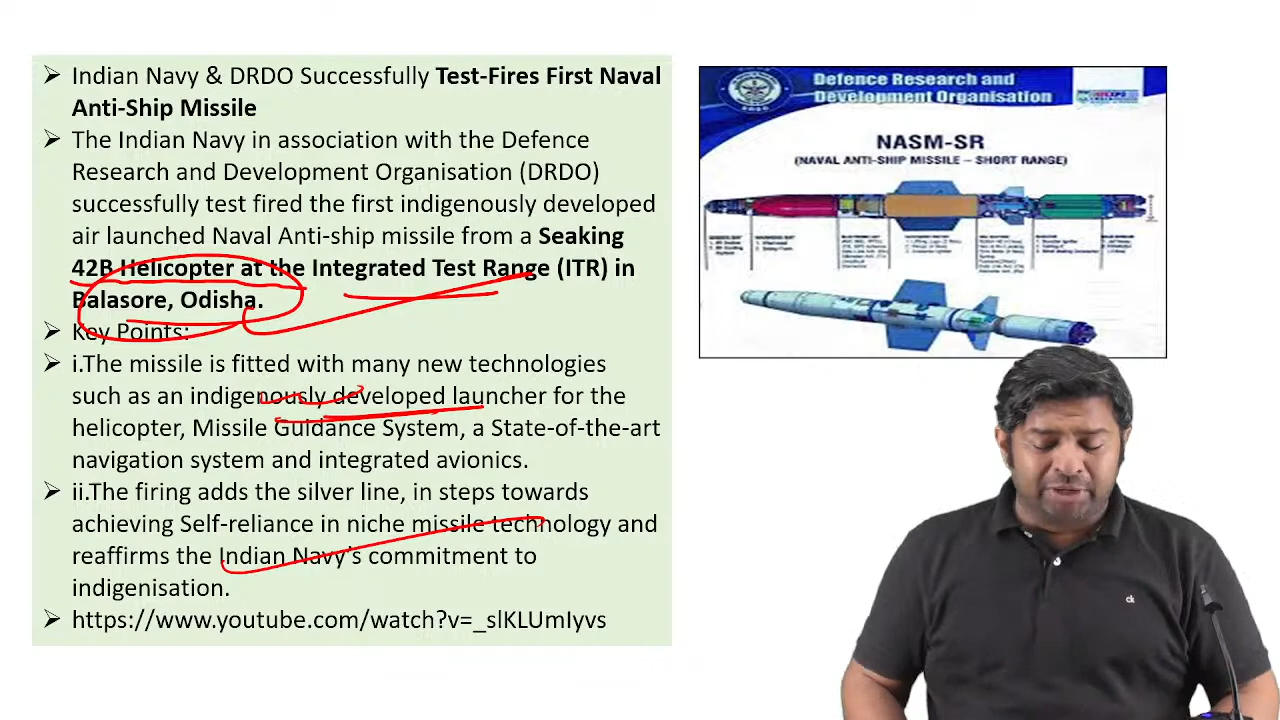 ➢ Indian Navy & DRDO Successfully Test-Fires First Naval
Anti-Ship Missile
➢ The Indian Navy in association with the Defence
Research and Development Organisation (DRDO)
successfully test fired the first indigenously developed
air launched Naval Anti-ship missile from a Seaking
42B Helicopter at the Integrated Test Range (ITR) in
Balasore, Odisha.
➢ Key Points:
➢ i.The missile is fitted with many new technologies
such as an indigenously developed launcher for the
helicopter, Missile Guidance System, a State-of-the-art
navigation system and integrated avionics.
➢ ii.The firing adds the silver line, in steps towards
achieving Self-reliance in niche missile technology and
reaffirms the Indian Navy's commitment to
indigenisation.
➢ https://www.youtube.com/watch?v=_slKLUmIyvs
Defence Research and
Development Organisation
NASM-SR
(NAVAL ANTI-SHIP MISSILE – SHORT RANGE)
ck